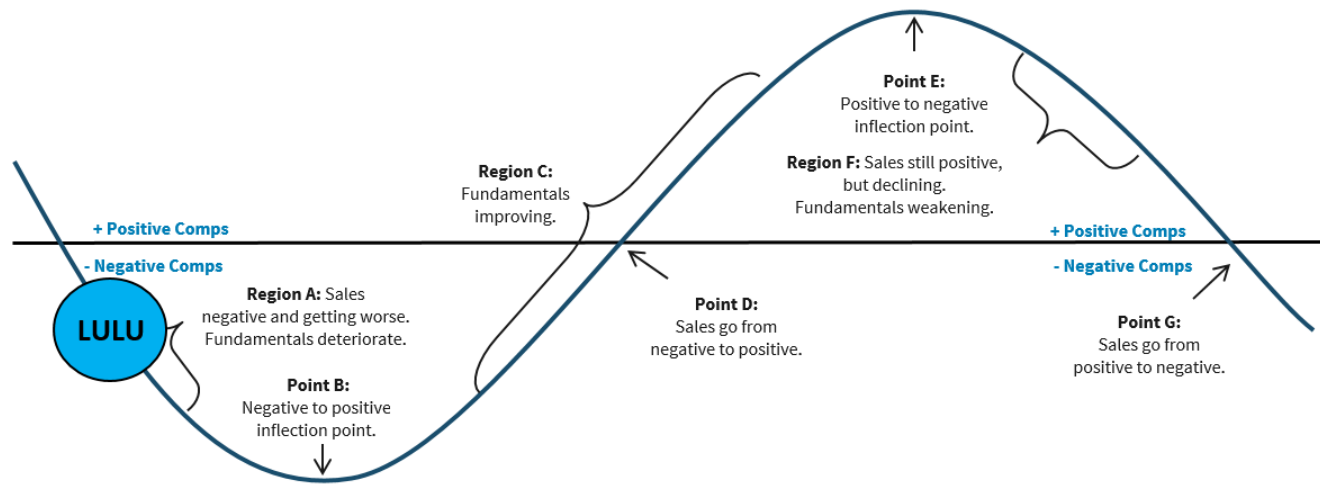 + Positive Comps
- Negative Comps
LULU
Region A: Sales
negative and getting worse.
Fundamentals deteriorate.
Point B:
Negative to positive
inflection point.
Region C:
Fundamentals
improving.
Point D:
Sales go from
negative to positive.
Point E:
Positive to negative
inflection point.
Region F: Sales still positive,
but declining.
Fundamentals weakening.
+ Positive Comps
- Negative Comps
Point G:
Sales go from
positive to negative.